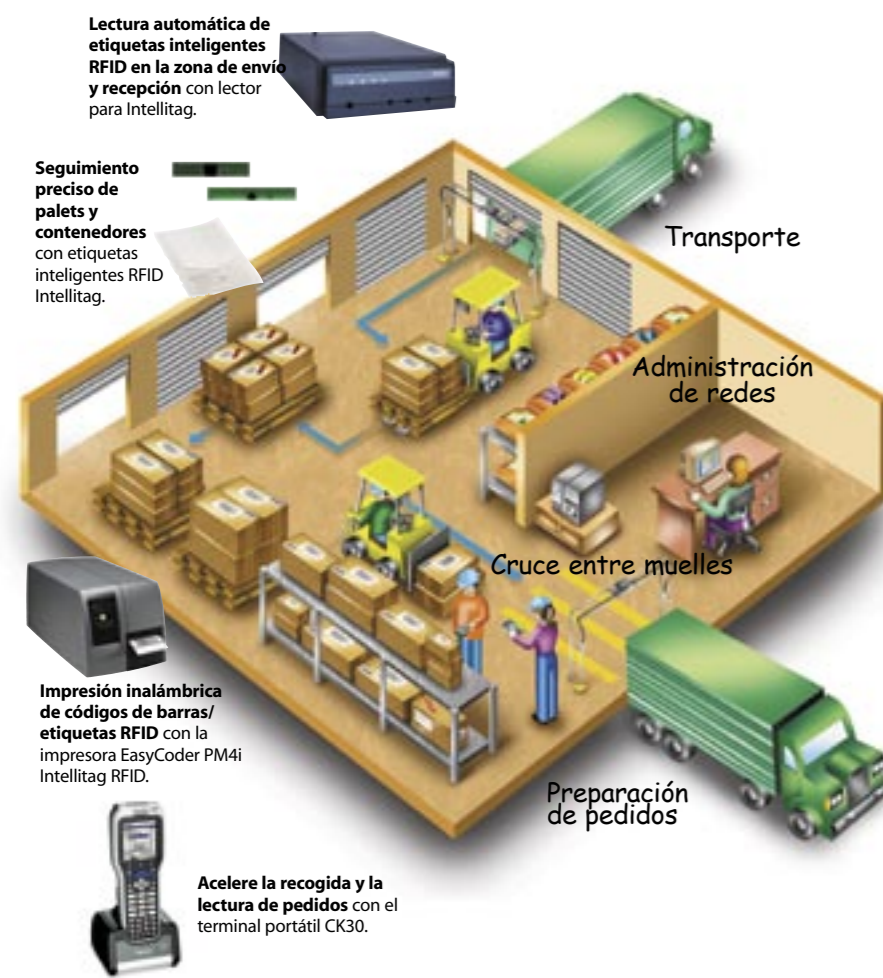 Lectura automática de
etiquetas inteligentes
RFID en la zona de envío
y recepción con lector
para Intellitag.
Seguimiento
preciso de
palets y
contenedores
con etiquetas
inteligentes RFID
Intellitag.
Transporte
Administración
de redes
Cruce entre muelles
Impresión inalámbrica
de códigos de barras/
etiquetas RFID con la
impresora EasyCoder PM4i
Intellitag RFID.
Preparación
de pedidos
Acelere la recogida y la
lectura de pedidos con el
terminal portátil CK30.